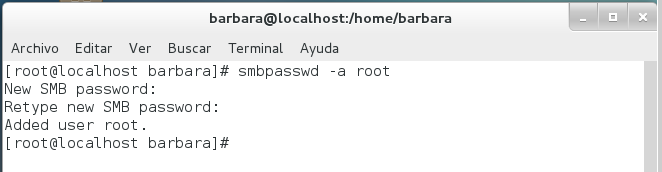 barbara@localhost:/home/barbara
Archivo Editar Ver Buscar Terminal Ayuda
[root@localhost barbara]# smbpasswd -a root
New SMB password:
Retype new SMB password:
Added user root.
[root@localhost barbara]#